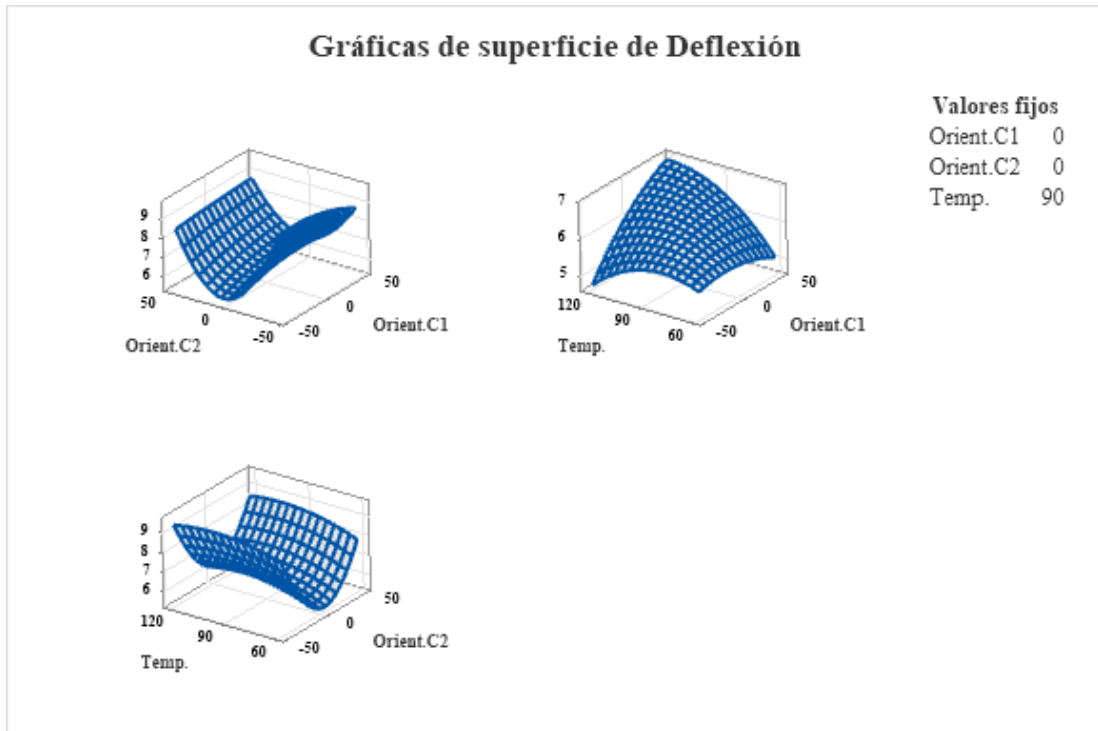 Gráficas de superficie de Deflexión
Valores fijos
Orient.C1 0
Orient.C2 0
Temp. 90
9
8
7
6
50
0
-50
Orient.C2
50
0
-50
Orient.C1
7
6
5
120
90
60
Temp.
50
0
-50
Orient.C1
9
8
7
6
120
90
60
Temp.
50
0
-50
Orient.C2